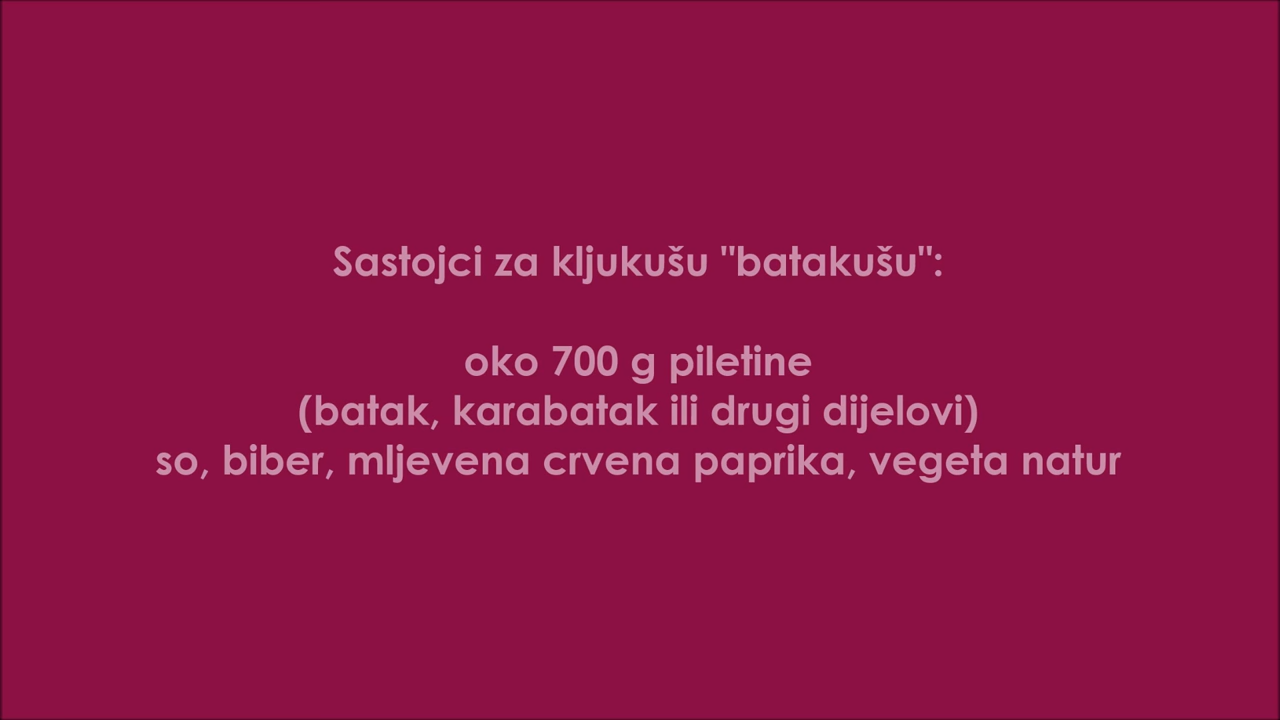 Sastojci za kljukušu "batakušu":
oko 700 g piletine
(batak, karabatak ili drugi dijelovi)
so, biber, mljevena crvena paprika, vegeta natur